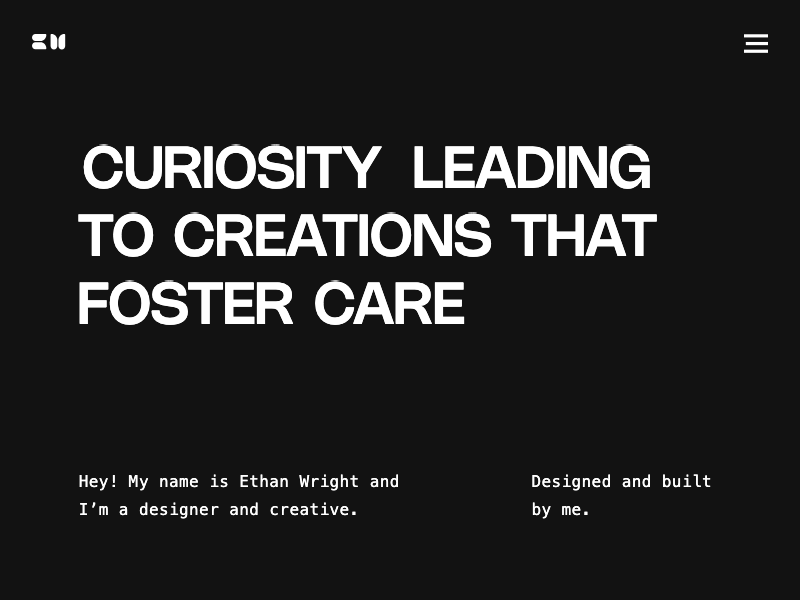 EW
CURIOSITY LEADING
TO CREATIONS THAT
FOSTER CARE
Hey! My name is Ethan Wright and
I’m a designer and creative.
Designed and built
by me.